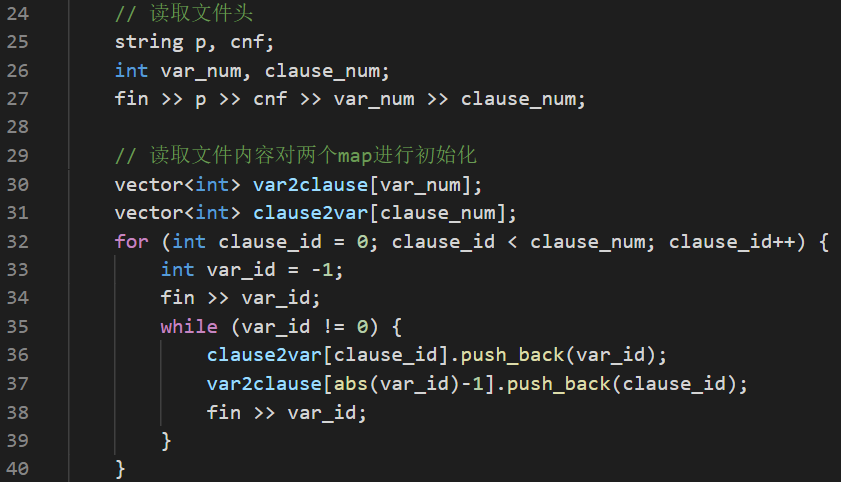 24 // 读取文件头
25 string p, cnf;
26 int var_num, clause_num;
27 fin >> p >> cnf >> var_num >> clause_num;
28
29 // 读取文件内容对两个map进行初始化
30 vector<int> var2clause[var_num];
31 vector<int> clause2var[clause_num];
32 for (int clause_id = 0; clause_id < clause_num; clause_id++) {
33 int var_id = -1;
34 fin >> var_id;
35 while (var_id != 0) {
36 clause2var[clause_id].push_back(var_id);
37 var2clause[abs(var_id)-1].push_back(clause_id);
38 fin >> var_id;
39 }
40 }